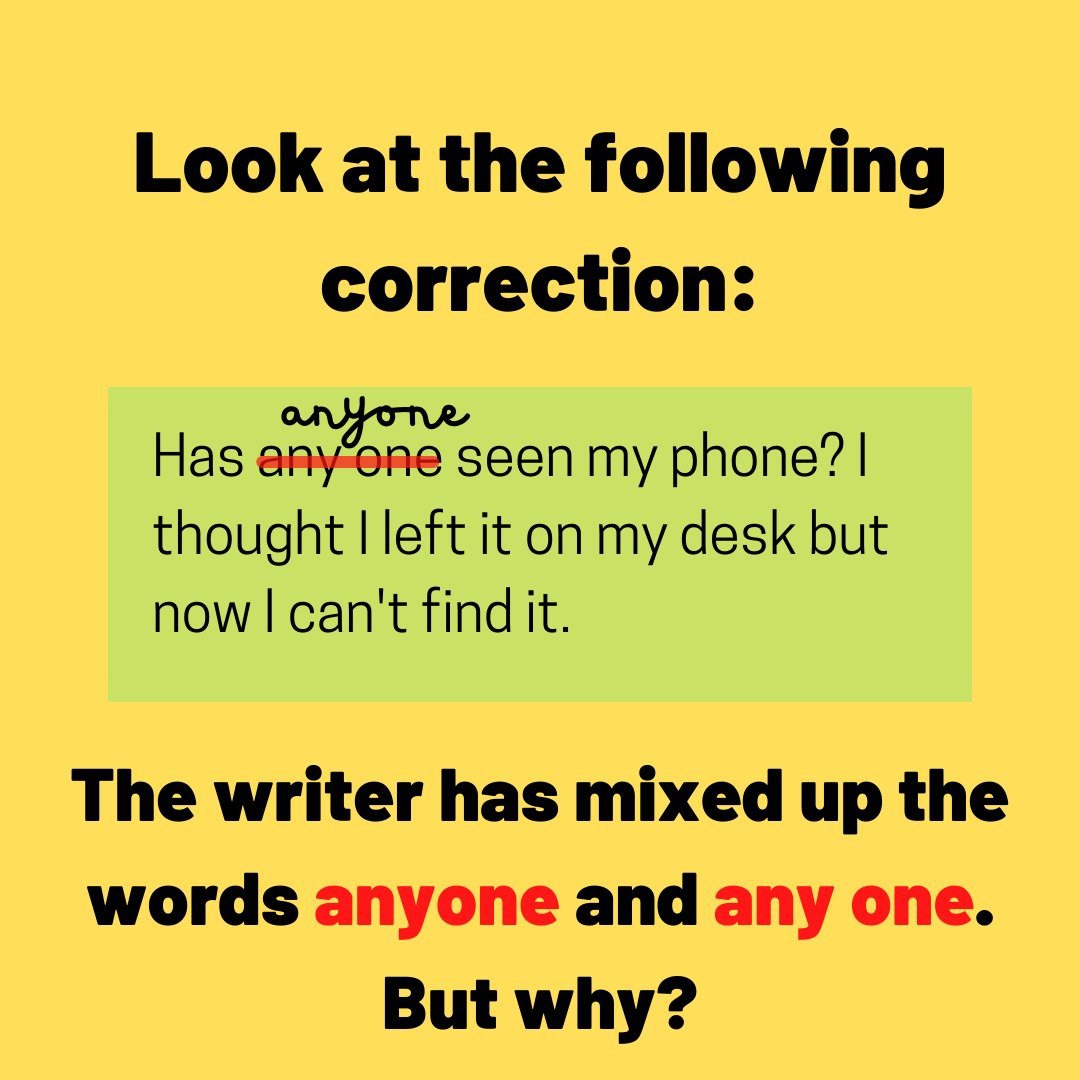 Look at the following
correction:
anyone
Has any one seen my phone? I
thought I left it on my desk but
now I can't find it.
The writer has mixed up the
words anyone and any one.
But why?